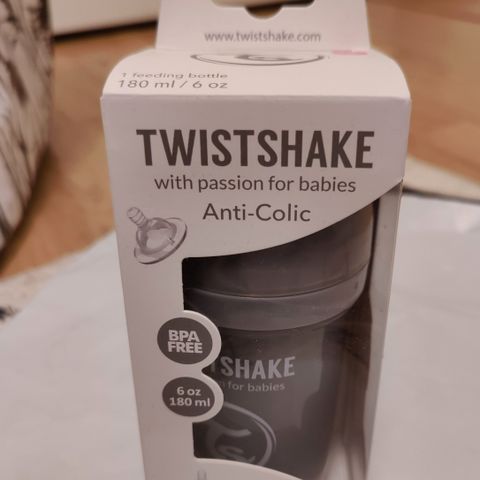 www.twistshake.com
1 feeding bottle
180 ml / 6 oz
TWISTSHAKE
with passion for babies
Anti-Colic
BPA
FREE
TSHAKE
for babies
6 oz
180 ml